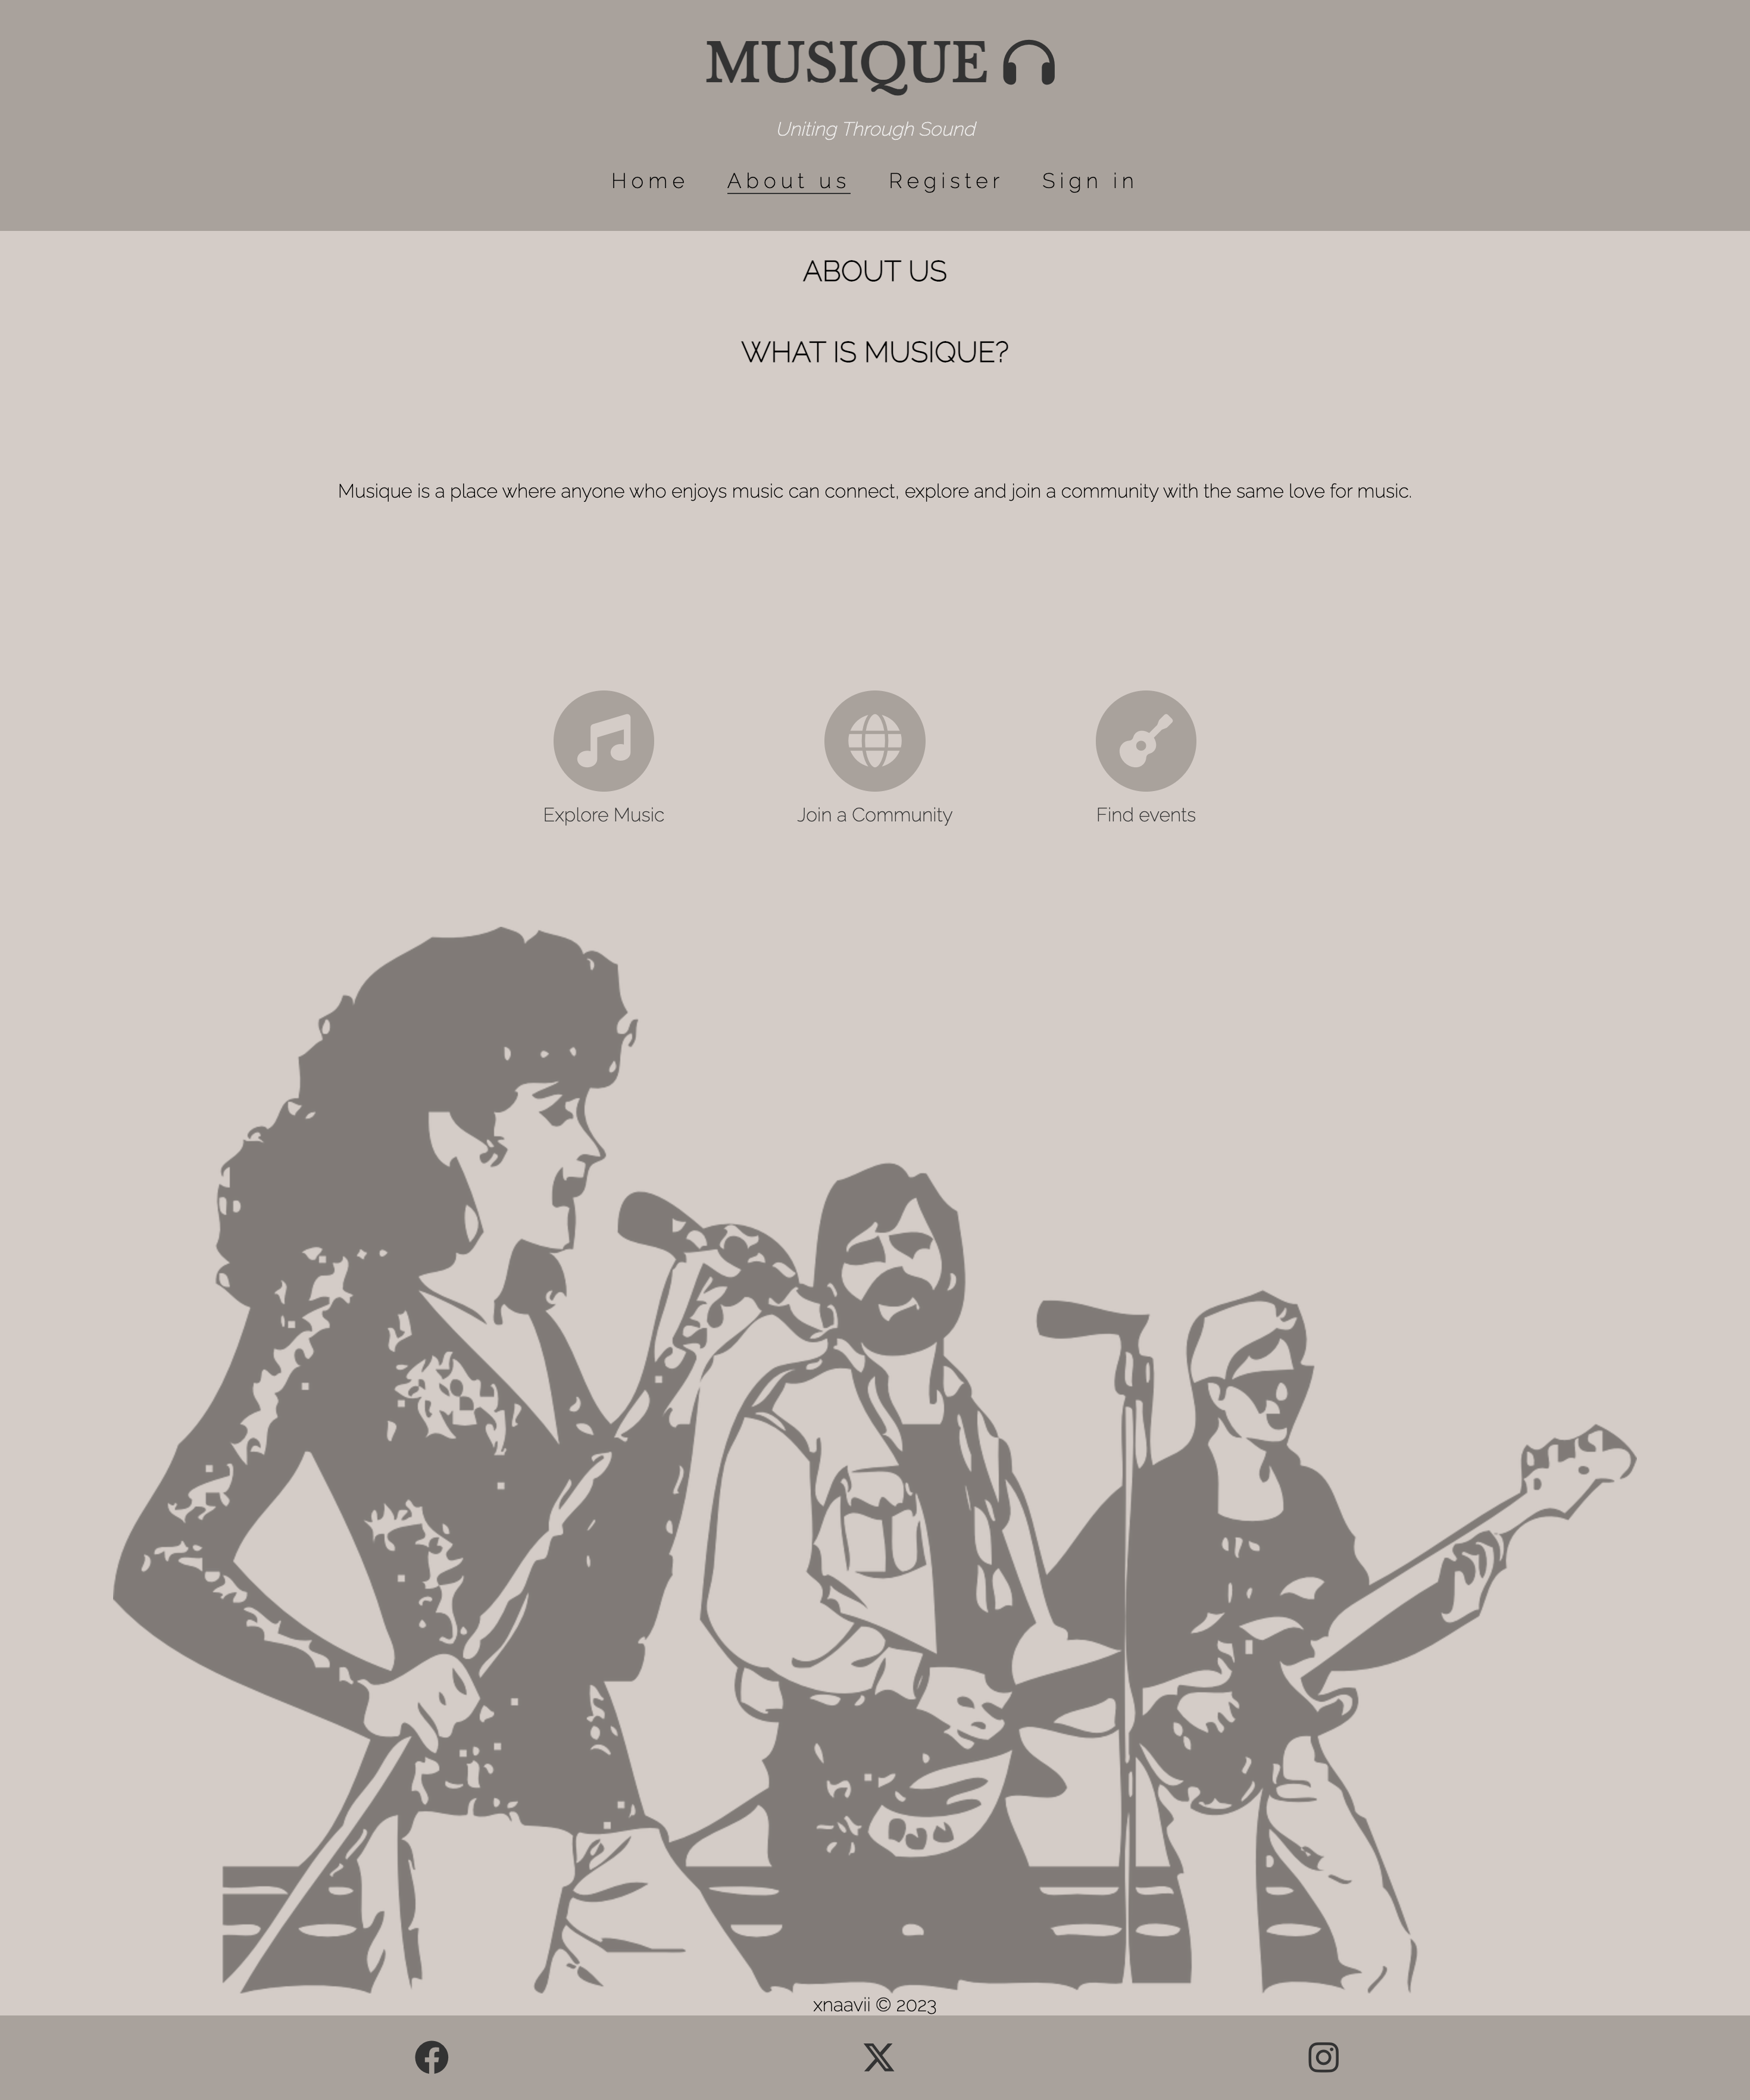 MUSIQUE
Uniting Through Sound
Home About us Register Sign in
ABOUT US
WHAT IS MUSIQUE?
Musique is a place where anyone who enjoys music can connect, explore and join a community with the same love for music.
Explore Music Join a Community Find events
xnaavii © 2023